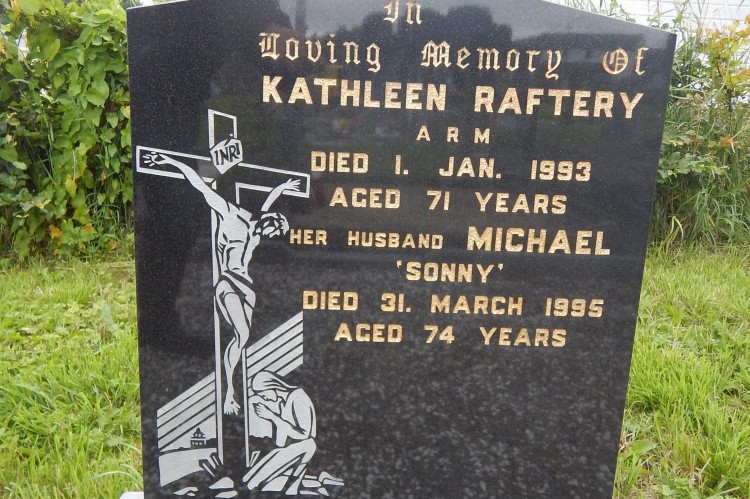 In
Loving Memory Of
KATHLEEN RAFTERY
ARM
DIED 1. JAN. 1993
AGED 71 YEARS
HER HUSBAND MICHAEL
'SONNY'
DIED 31. MARCH 1995
AGED 74 YEARS
INRI